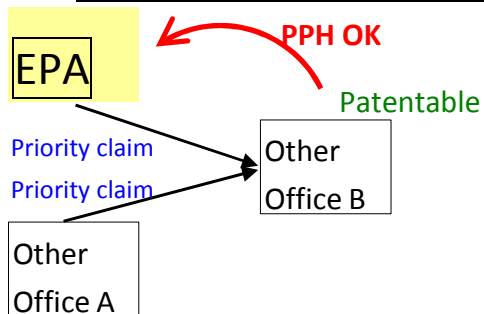 PPH OK
EPA
Patentable
Priority claim
Priority claim
Other
Office B
Other
Office A